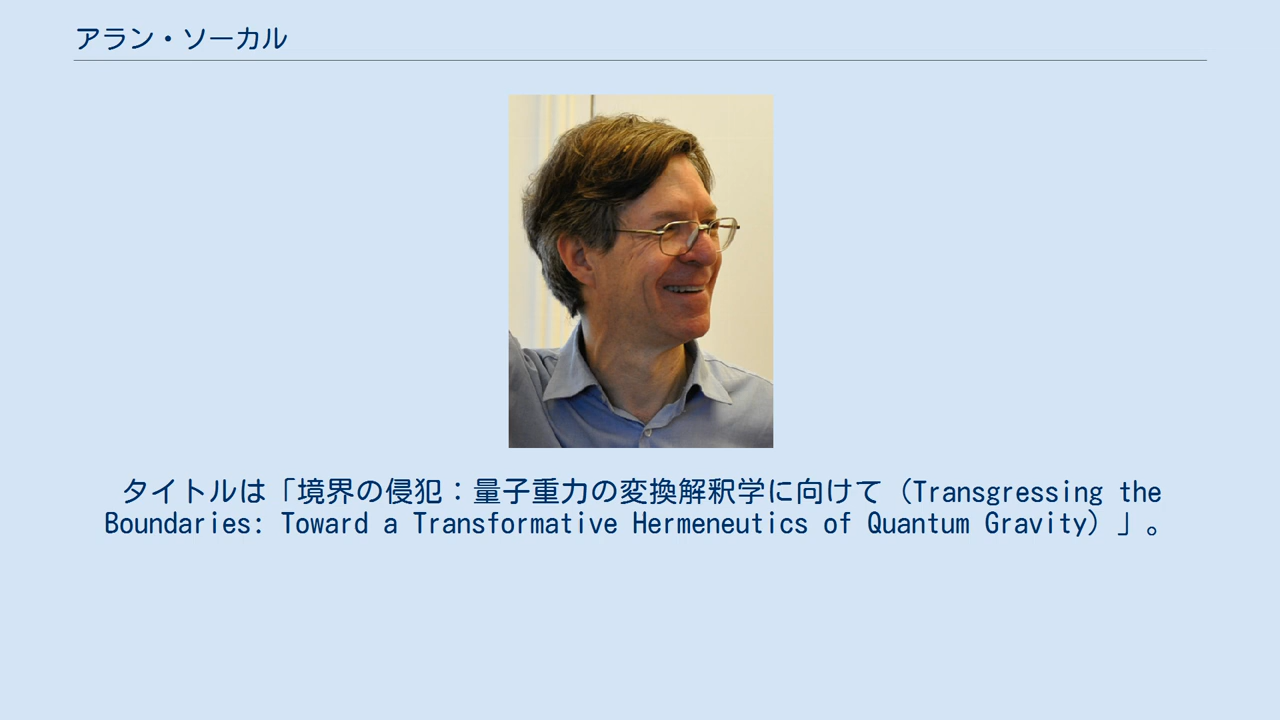 アラン・ソーカル
タイトルは「境界の侵犯：量子重力の変換解釈学に向けて（Transgressing the
Boundaries: Toward a Transformative Hermeneutics of Quantum Gravity）」。